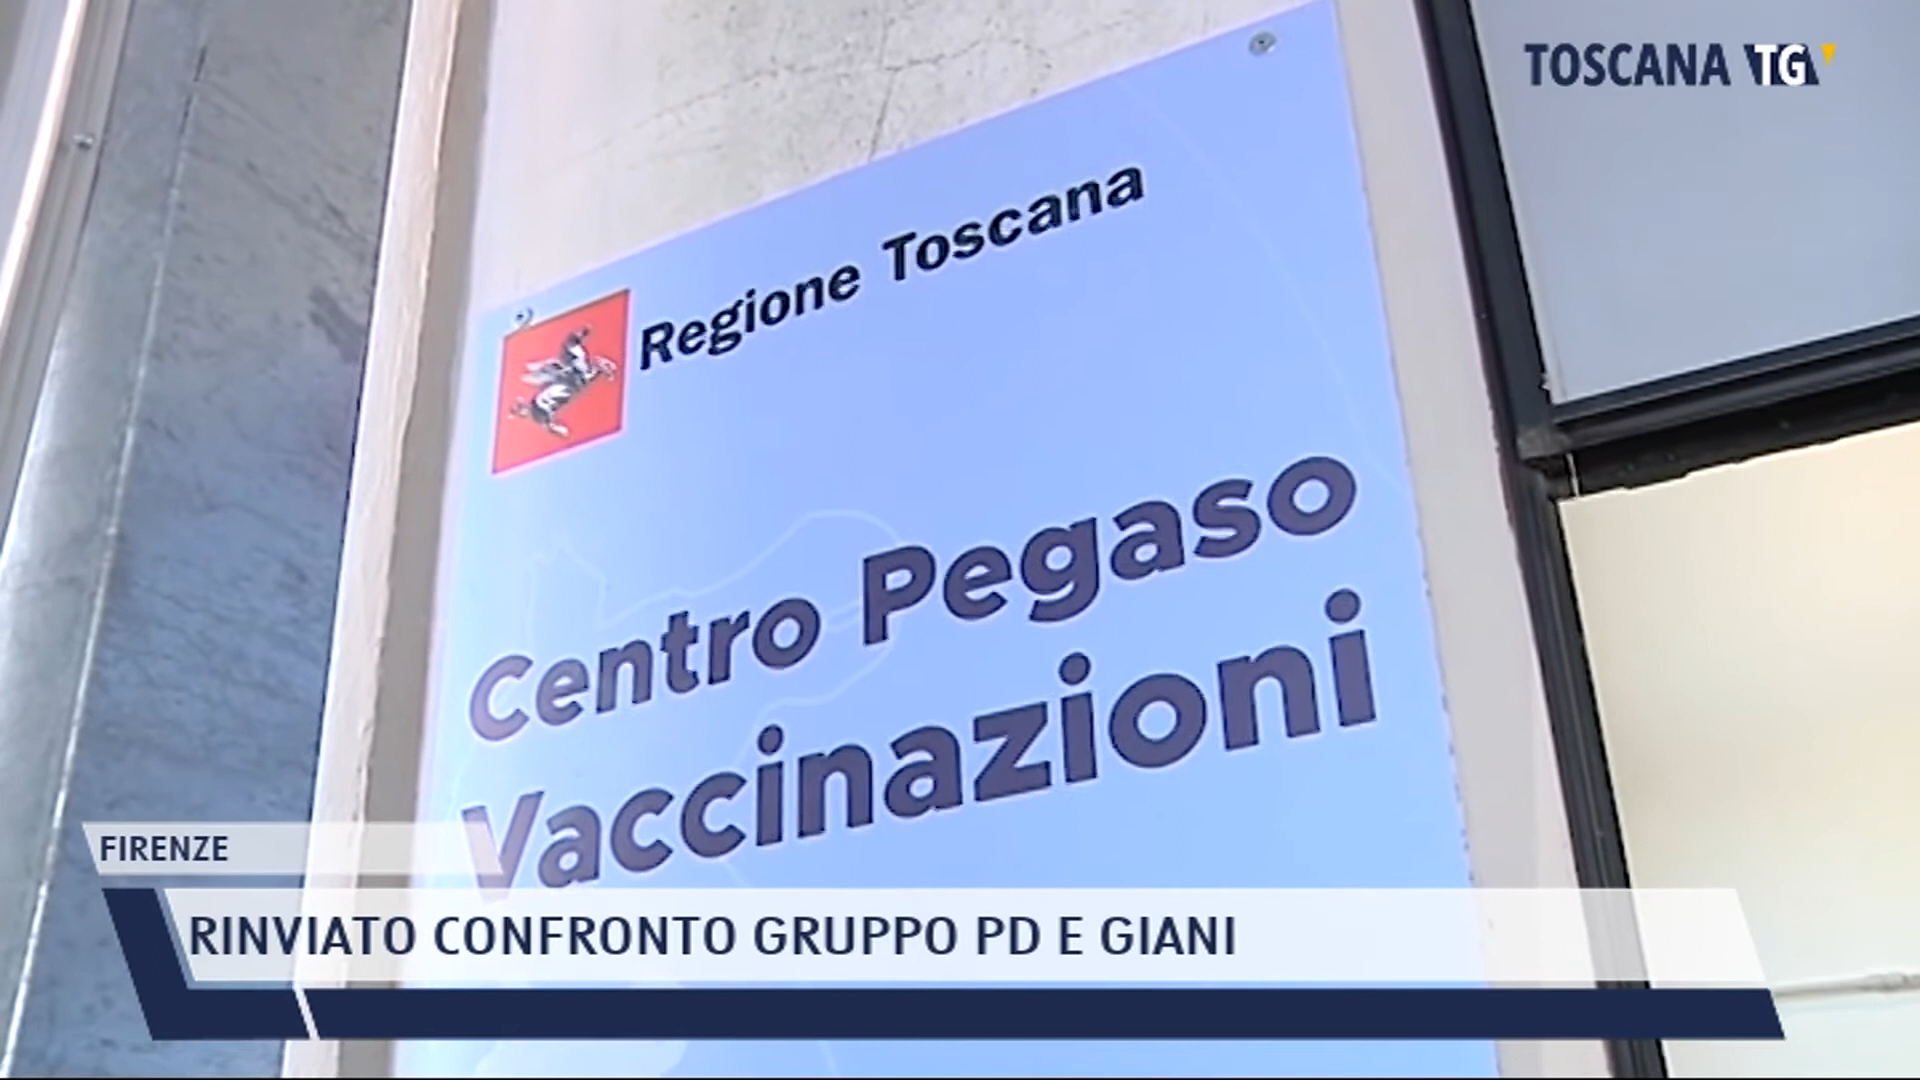 TOSCANA TG
Regione Toscana
Centro Pegaso
Vaccinazioni
FIRENZE
RINVIATO CONFRONTO GRUPPO PD E GIANI